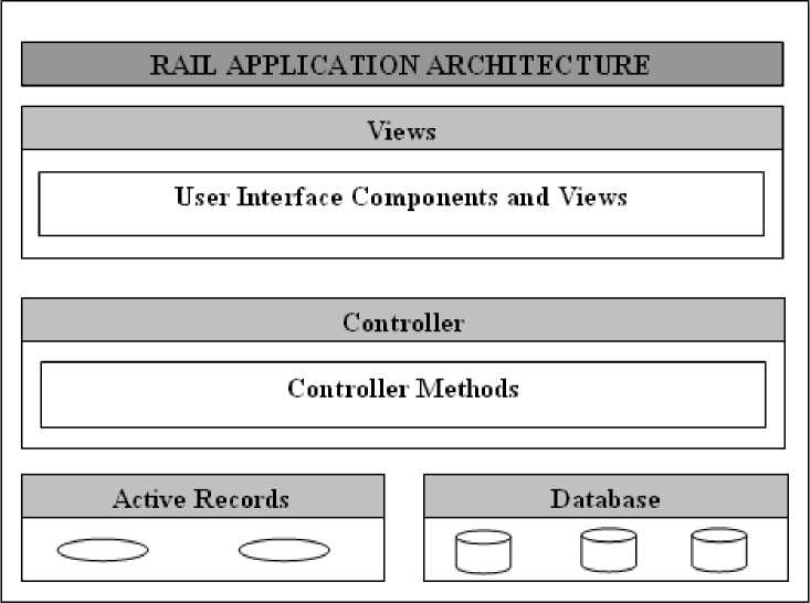 RAIL APPLICATION ARCHITECTURE
Views
User Interface Components and Views
Controller
Controller Methods
Active Records
Database